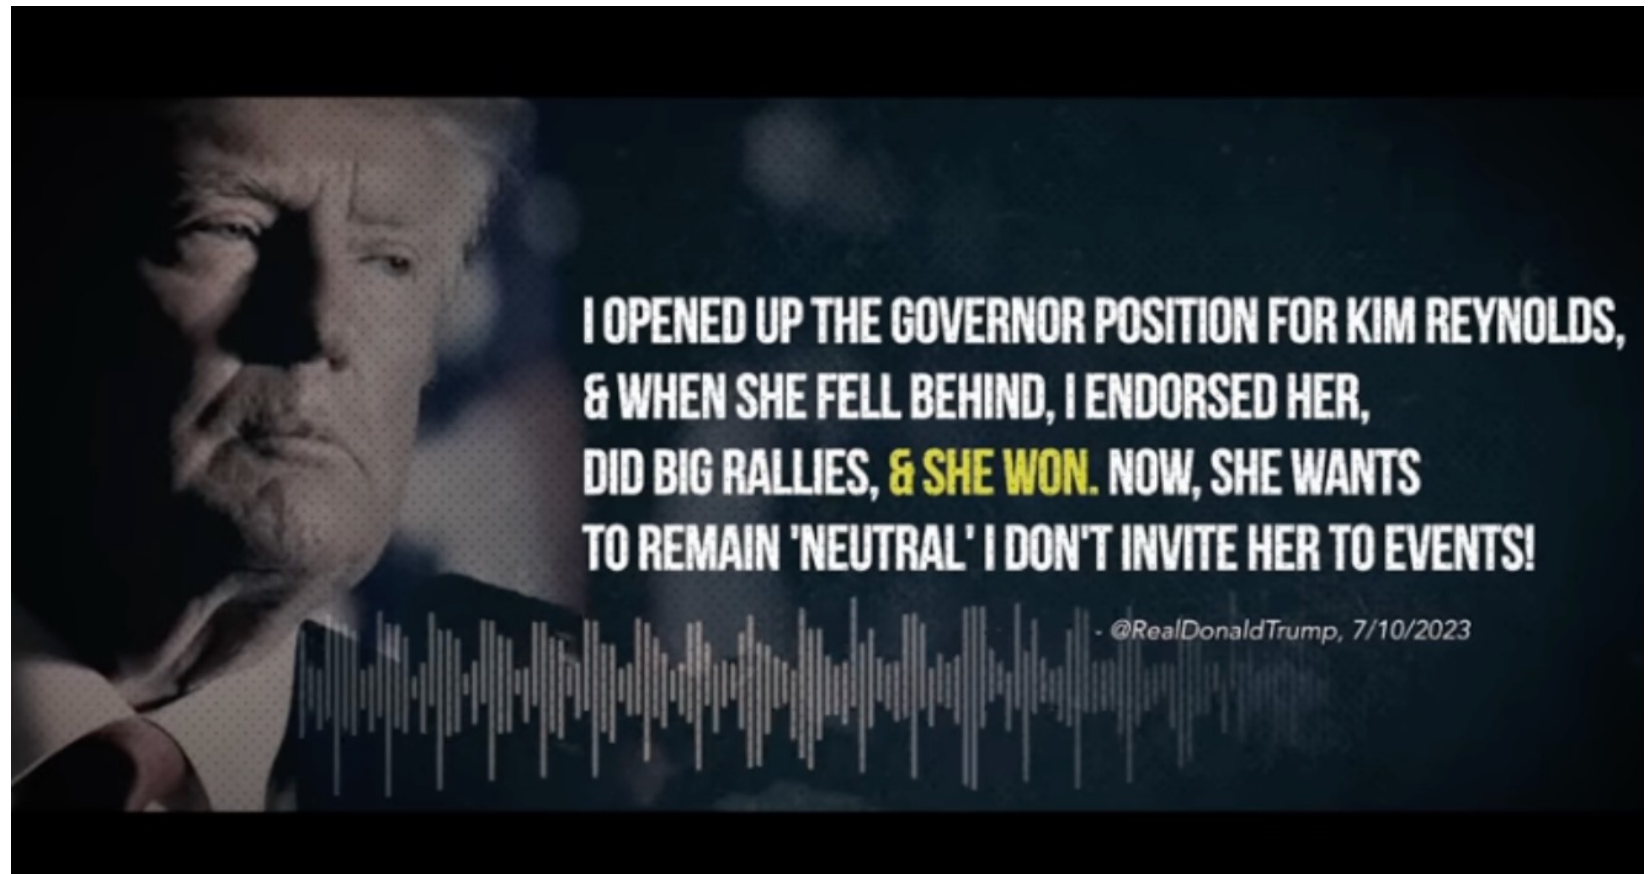 I OPENED UP THE GOVERNOR POSITION FOR KIM REYNOLDS,
& WHEN SHE FELL BEHIND, I ENDORSED HER,
DID BIG RALLIES, & SHE WON. NOW, SHE WANTS
TO REMAIN 'NEUTRAL' I DON'T INVITE HER TO EVENTS!
- @RealDonaldTrump, 7/10/2023